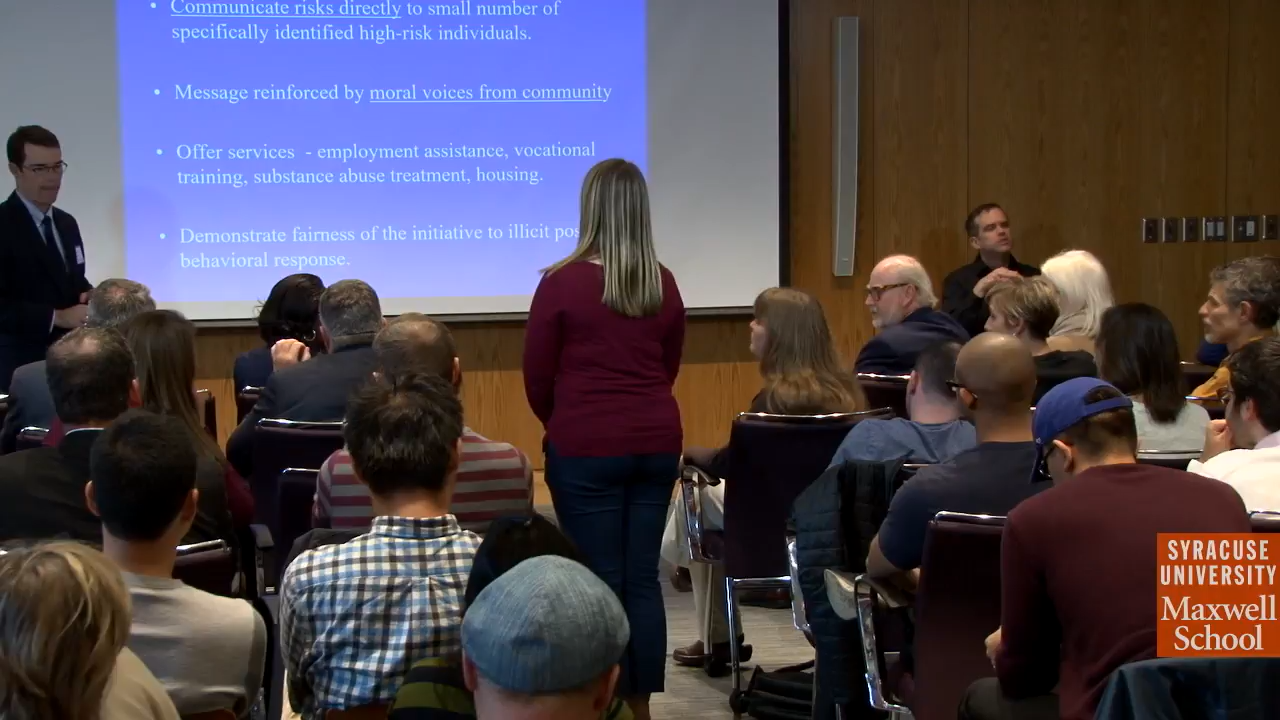 • Communicate risks directly to small number of
specifically identified high-risk individuals.
• Message reinforced by moral voices from community
• Offer services - employment assistance, vocational
training, substance abuse treatment, housing.
• Demonstrate fairness of the initiative to illicit
behavioral response.
SYRACUSE
UNIVERSITY
Maxwell
School